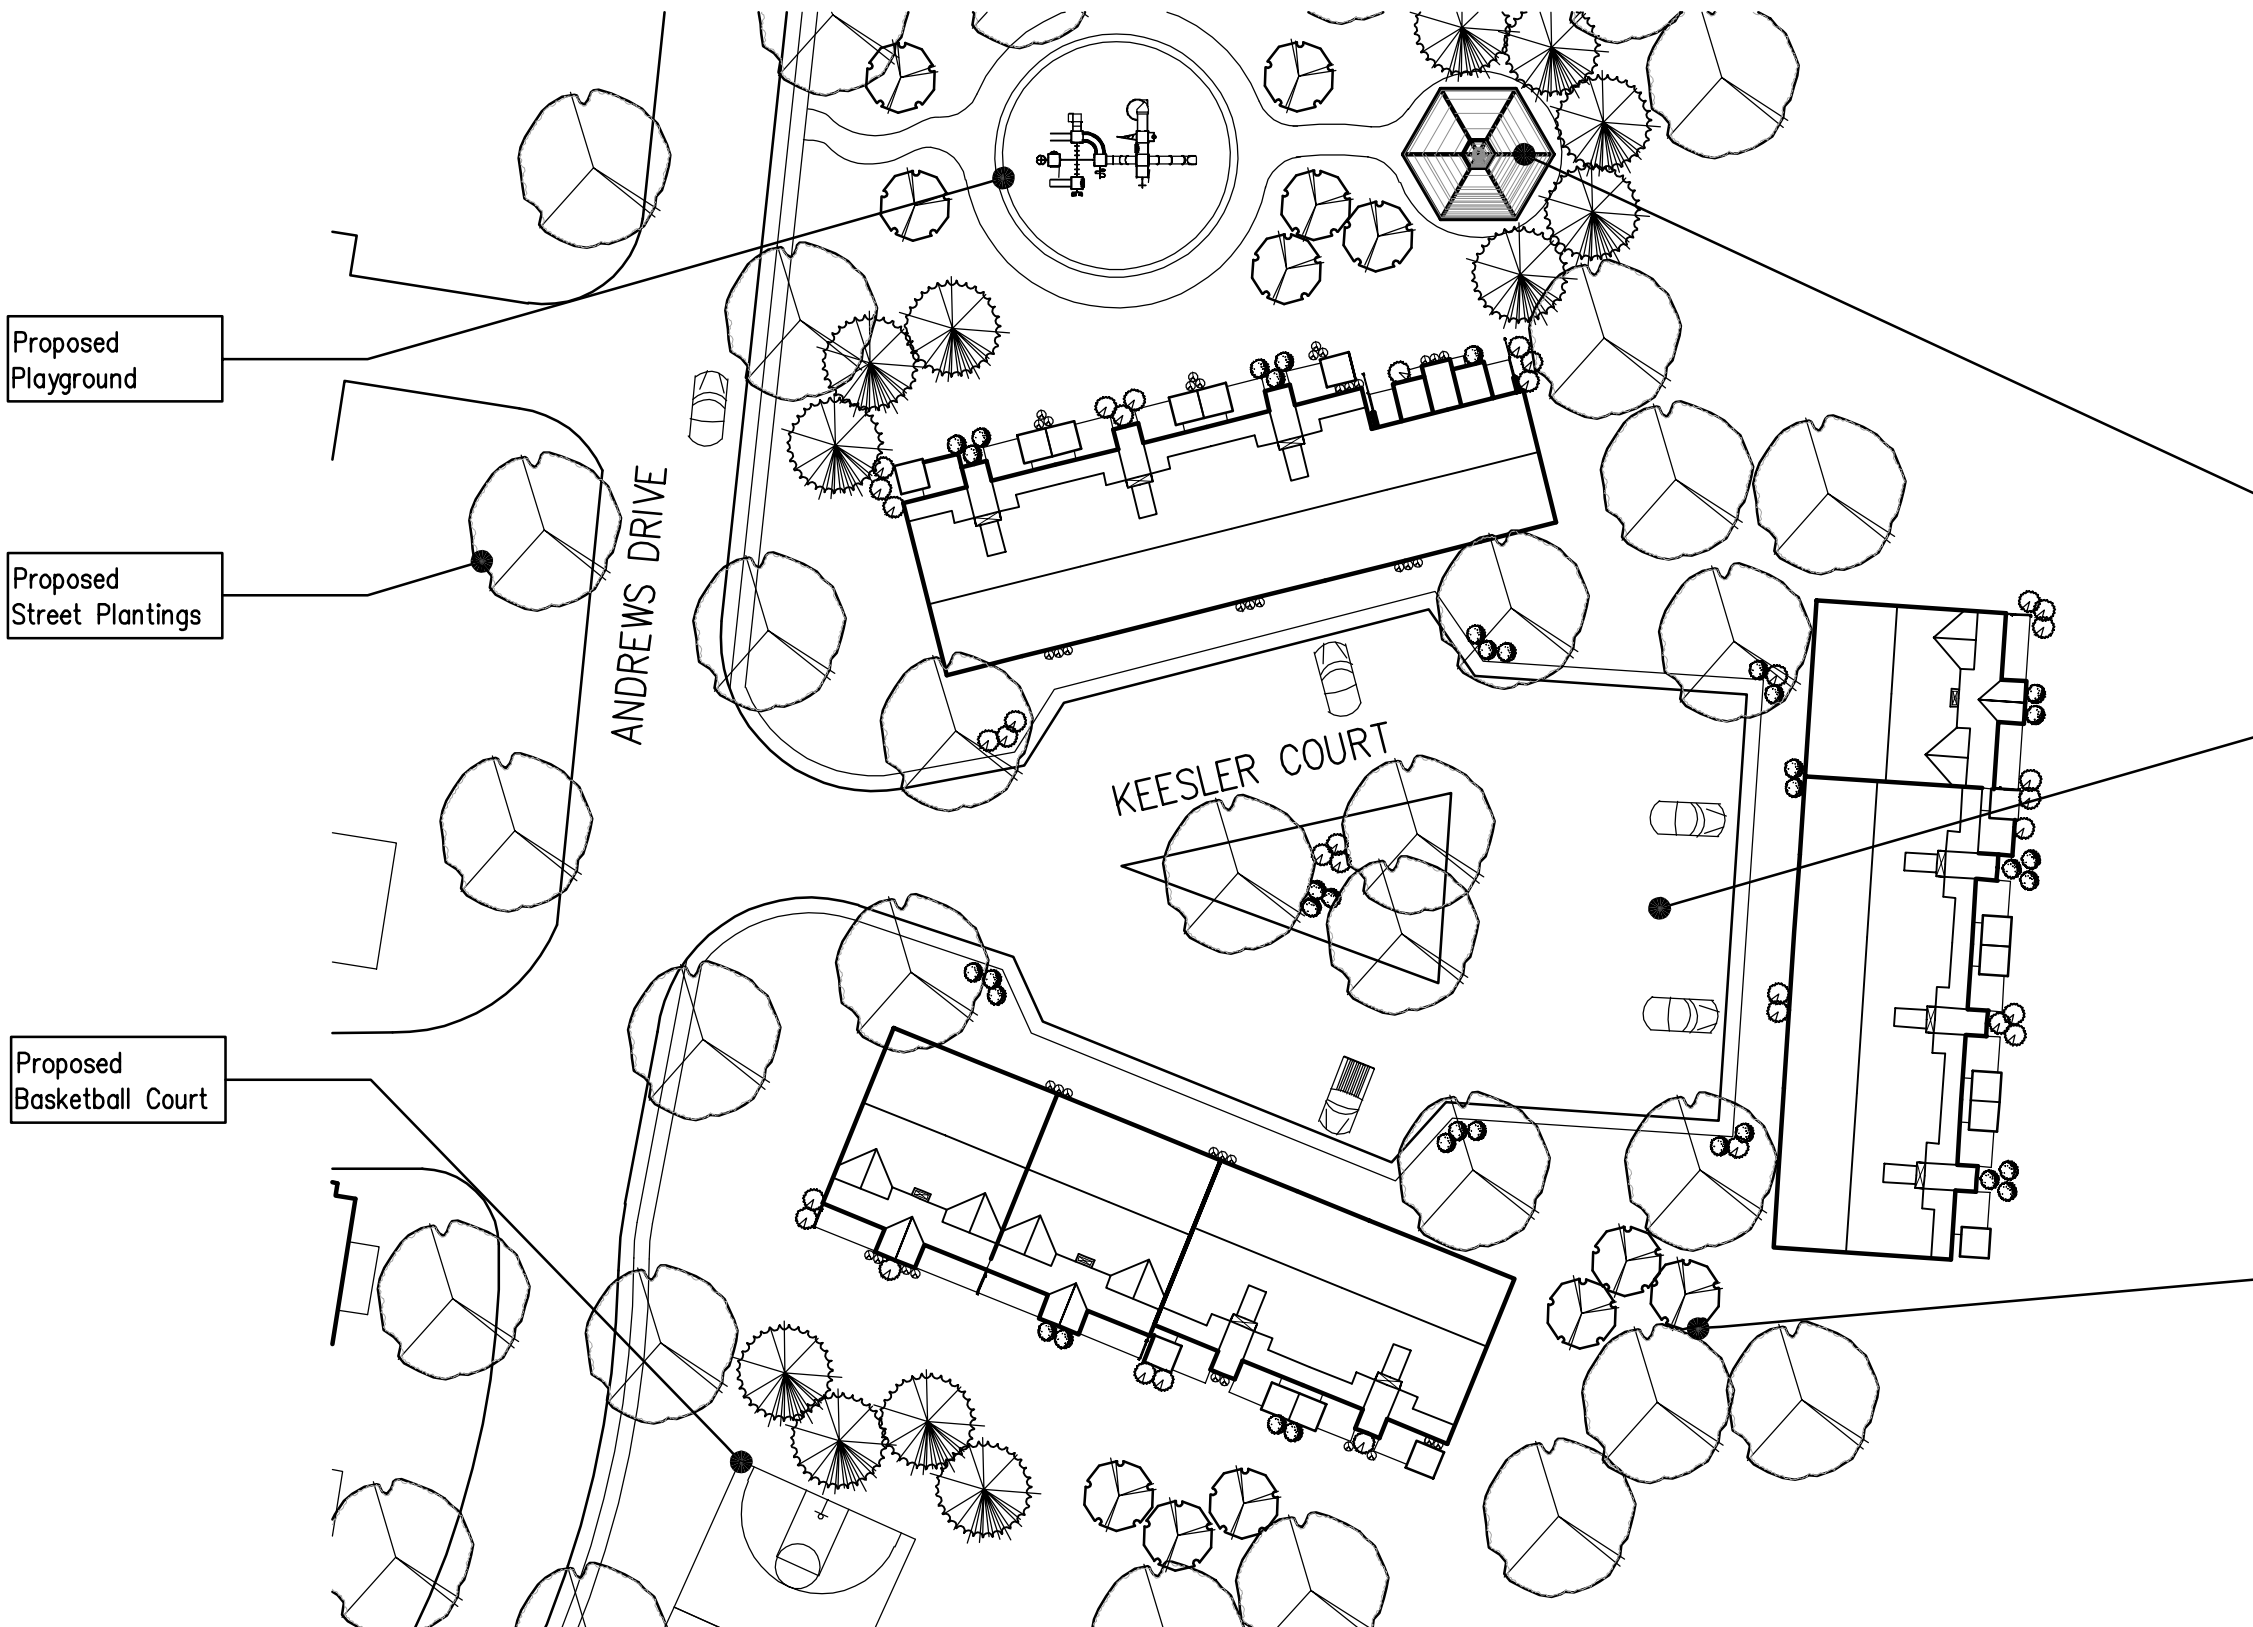 Proposed
Playground
Proposed
Street Plantings
ANDREWS DRIVE
KEESLER COURT
Proposed
Basketball Court